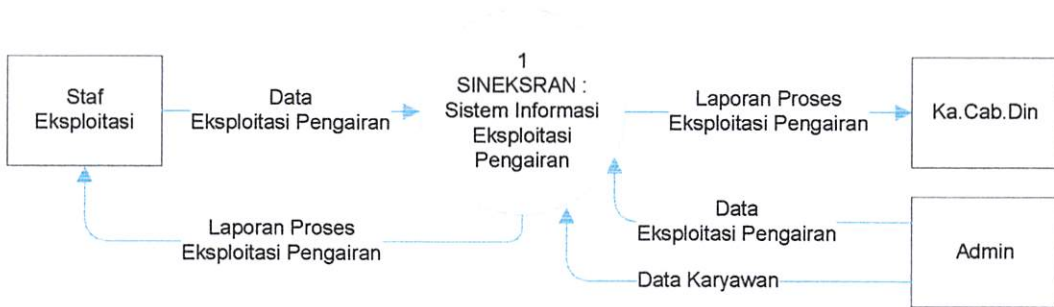 Staf
Eksploitasi
Data
Eksploitasi Pengairan
1
SINEKSRAN :
Sistem Informasi
Eksploitasi
Pengairan
Laporan Proses
Eksploitasi Pengairan
Ka.Cab.Din
Laporan Proses
Eksploitasi Pengairan
Data
Eksploitasi Pengairan
Data Karyawan
Admin